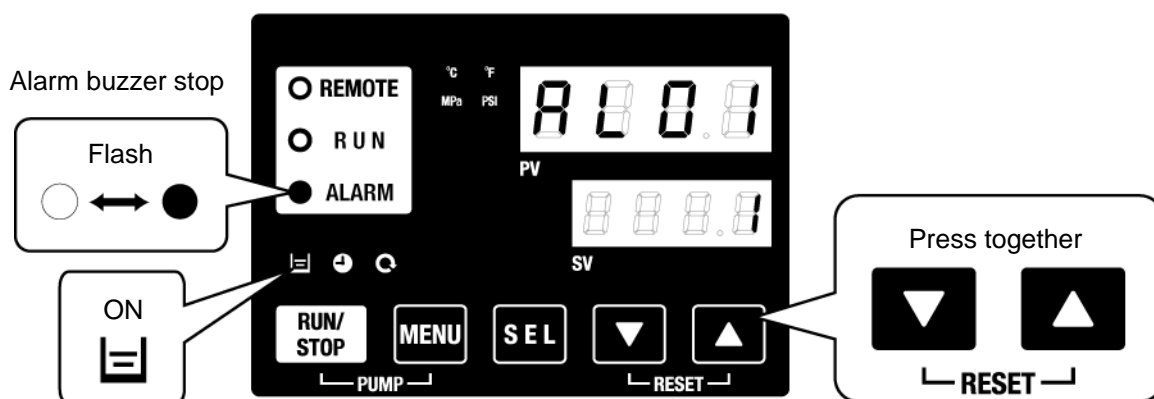 Alarm buzzer stop
Flash
ON
REMOTE
RUN
ALARM
°C °F
MPa PSI
AL01
PV
1
SV
RUN/
STOP
MENU
SEL
▼
▲
PUMP
RESET
Press together
▼ ▲
RESET